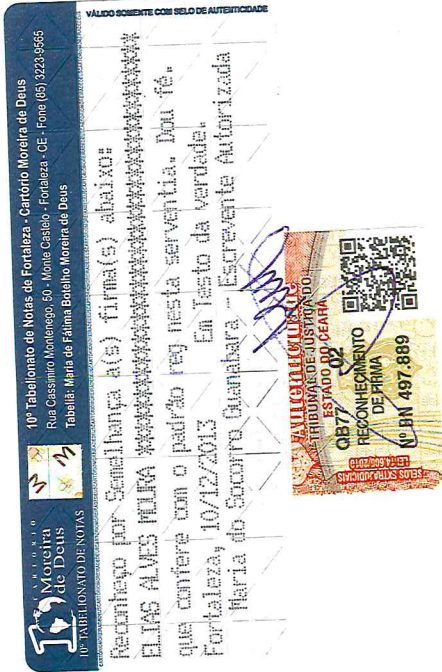 VÁLIDO SOMENTE COM SELO DE AUTENTICIDADE
CARTÓRIO
Moreira
de Deus
10º TABELIONATO DE NOTAS
10º Tabelionato de Notas de Fortaleza - Cartório Moreira de Deus
Rua Cassimiro Montenego, 50 - Monte Castelo - Fortaleza - CE - Fone (85) 3223-9565
Tabeliã: Maria de Fátima Botelho Moreira de Deus
Reconheço por Semelhança a(s) firma(s) abaixo:
ELIAS ALVES MOURA
que confere com o padrão reg nesta serventia. Dou fé.
Fortaleza, 10/12/2013 Em Testo da verdade.
Maria do Socorro Guanabara - Escrevente Autorizada
TRIBUNAL DE JUSTIÇA DO
ESTADO DO CEARÁ
02
RECONHECIMENTO
DE FIRMA
Nº BN 497.889
SELOS EXTRAJUDICIAIS